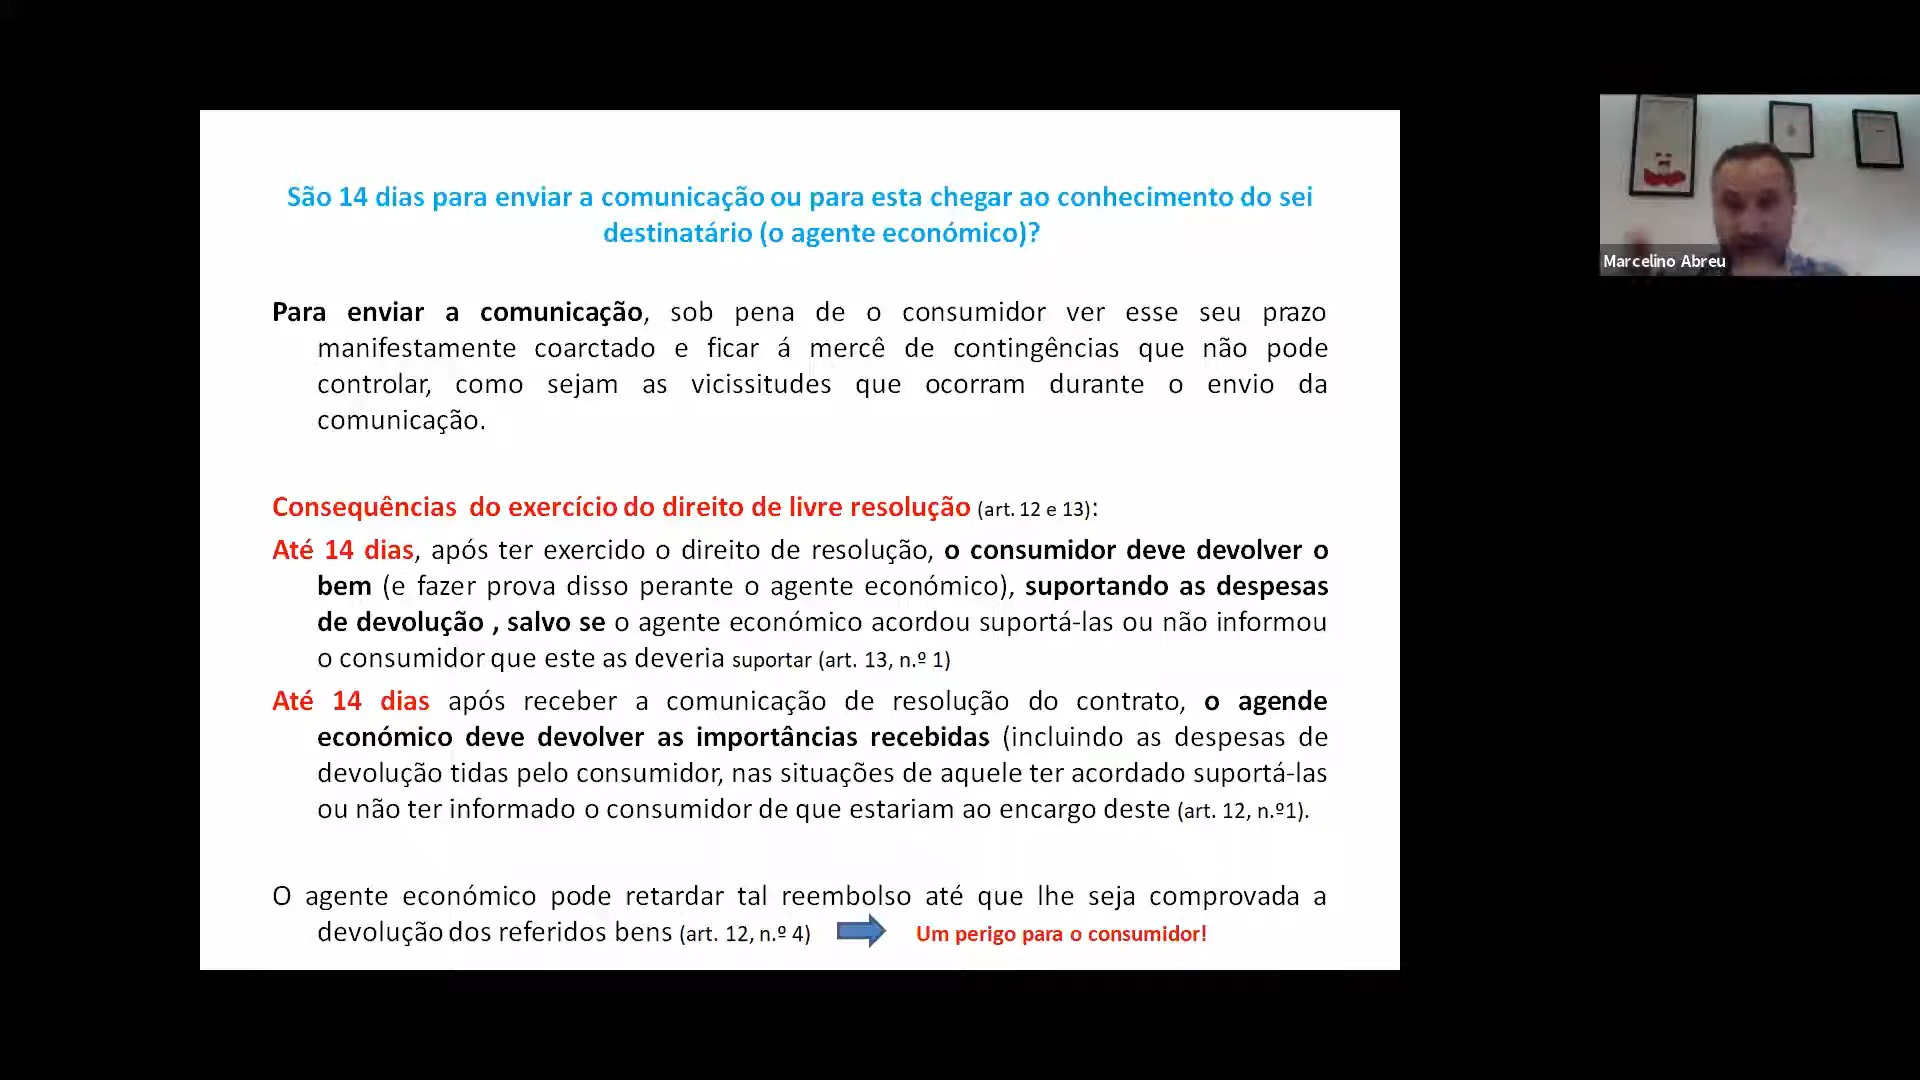 São 14 dias para enviar a comunicação ou para esta chegar ao conhecimento do sei
destinatário (o agente económico)?
Para enviar a comunicação, sob pena de o consumidor ver esse seu prazo
manifestamente coarctado e ficar á mercê de contingências que não pode
controlar, como sejam as vicissitudes que ocorram durante o envio da
comunicação.
Consequências do exercício do direito de livre resolução (art. 12 e 13):
Até 14 dias, após ter exercido o direito de resolução, o consumidor deve devolver o
bem (e fazer prova disso perante o agente económico), suportando as despesas
de devolução , salvo se o agente económico acordou suportá-las ou não informou
o consumidor que este as deveria suportar (art. 13, n.º 1)
Até 14 dias após receber a comunicação de resolução do contrato, o agende
económico deve devolver as importâncias recebidas (incluindo as despesas de
devolução tidas pelo consumidor, nas situações de aquele ter acordado suportá-las
ou não ter informado o consumidor de que estariam ao encargo deste (art. 12, n.º1).
O agente económico pode retardar tal reembolso até que lhe seja comprovada a
devolução dos referidos bens (art. 12, n.º 4) Um perigo para o consumidor!
Marcelino Abreu